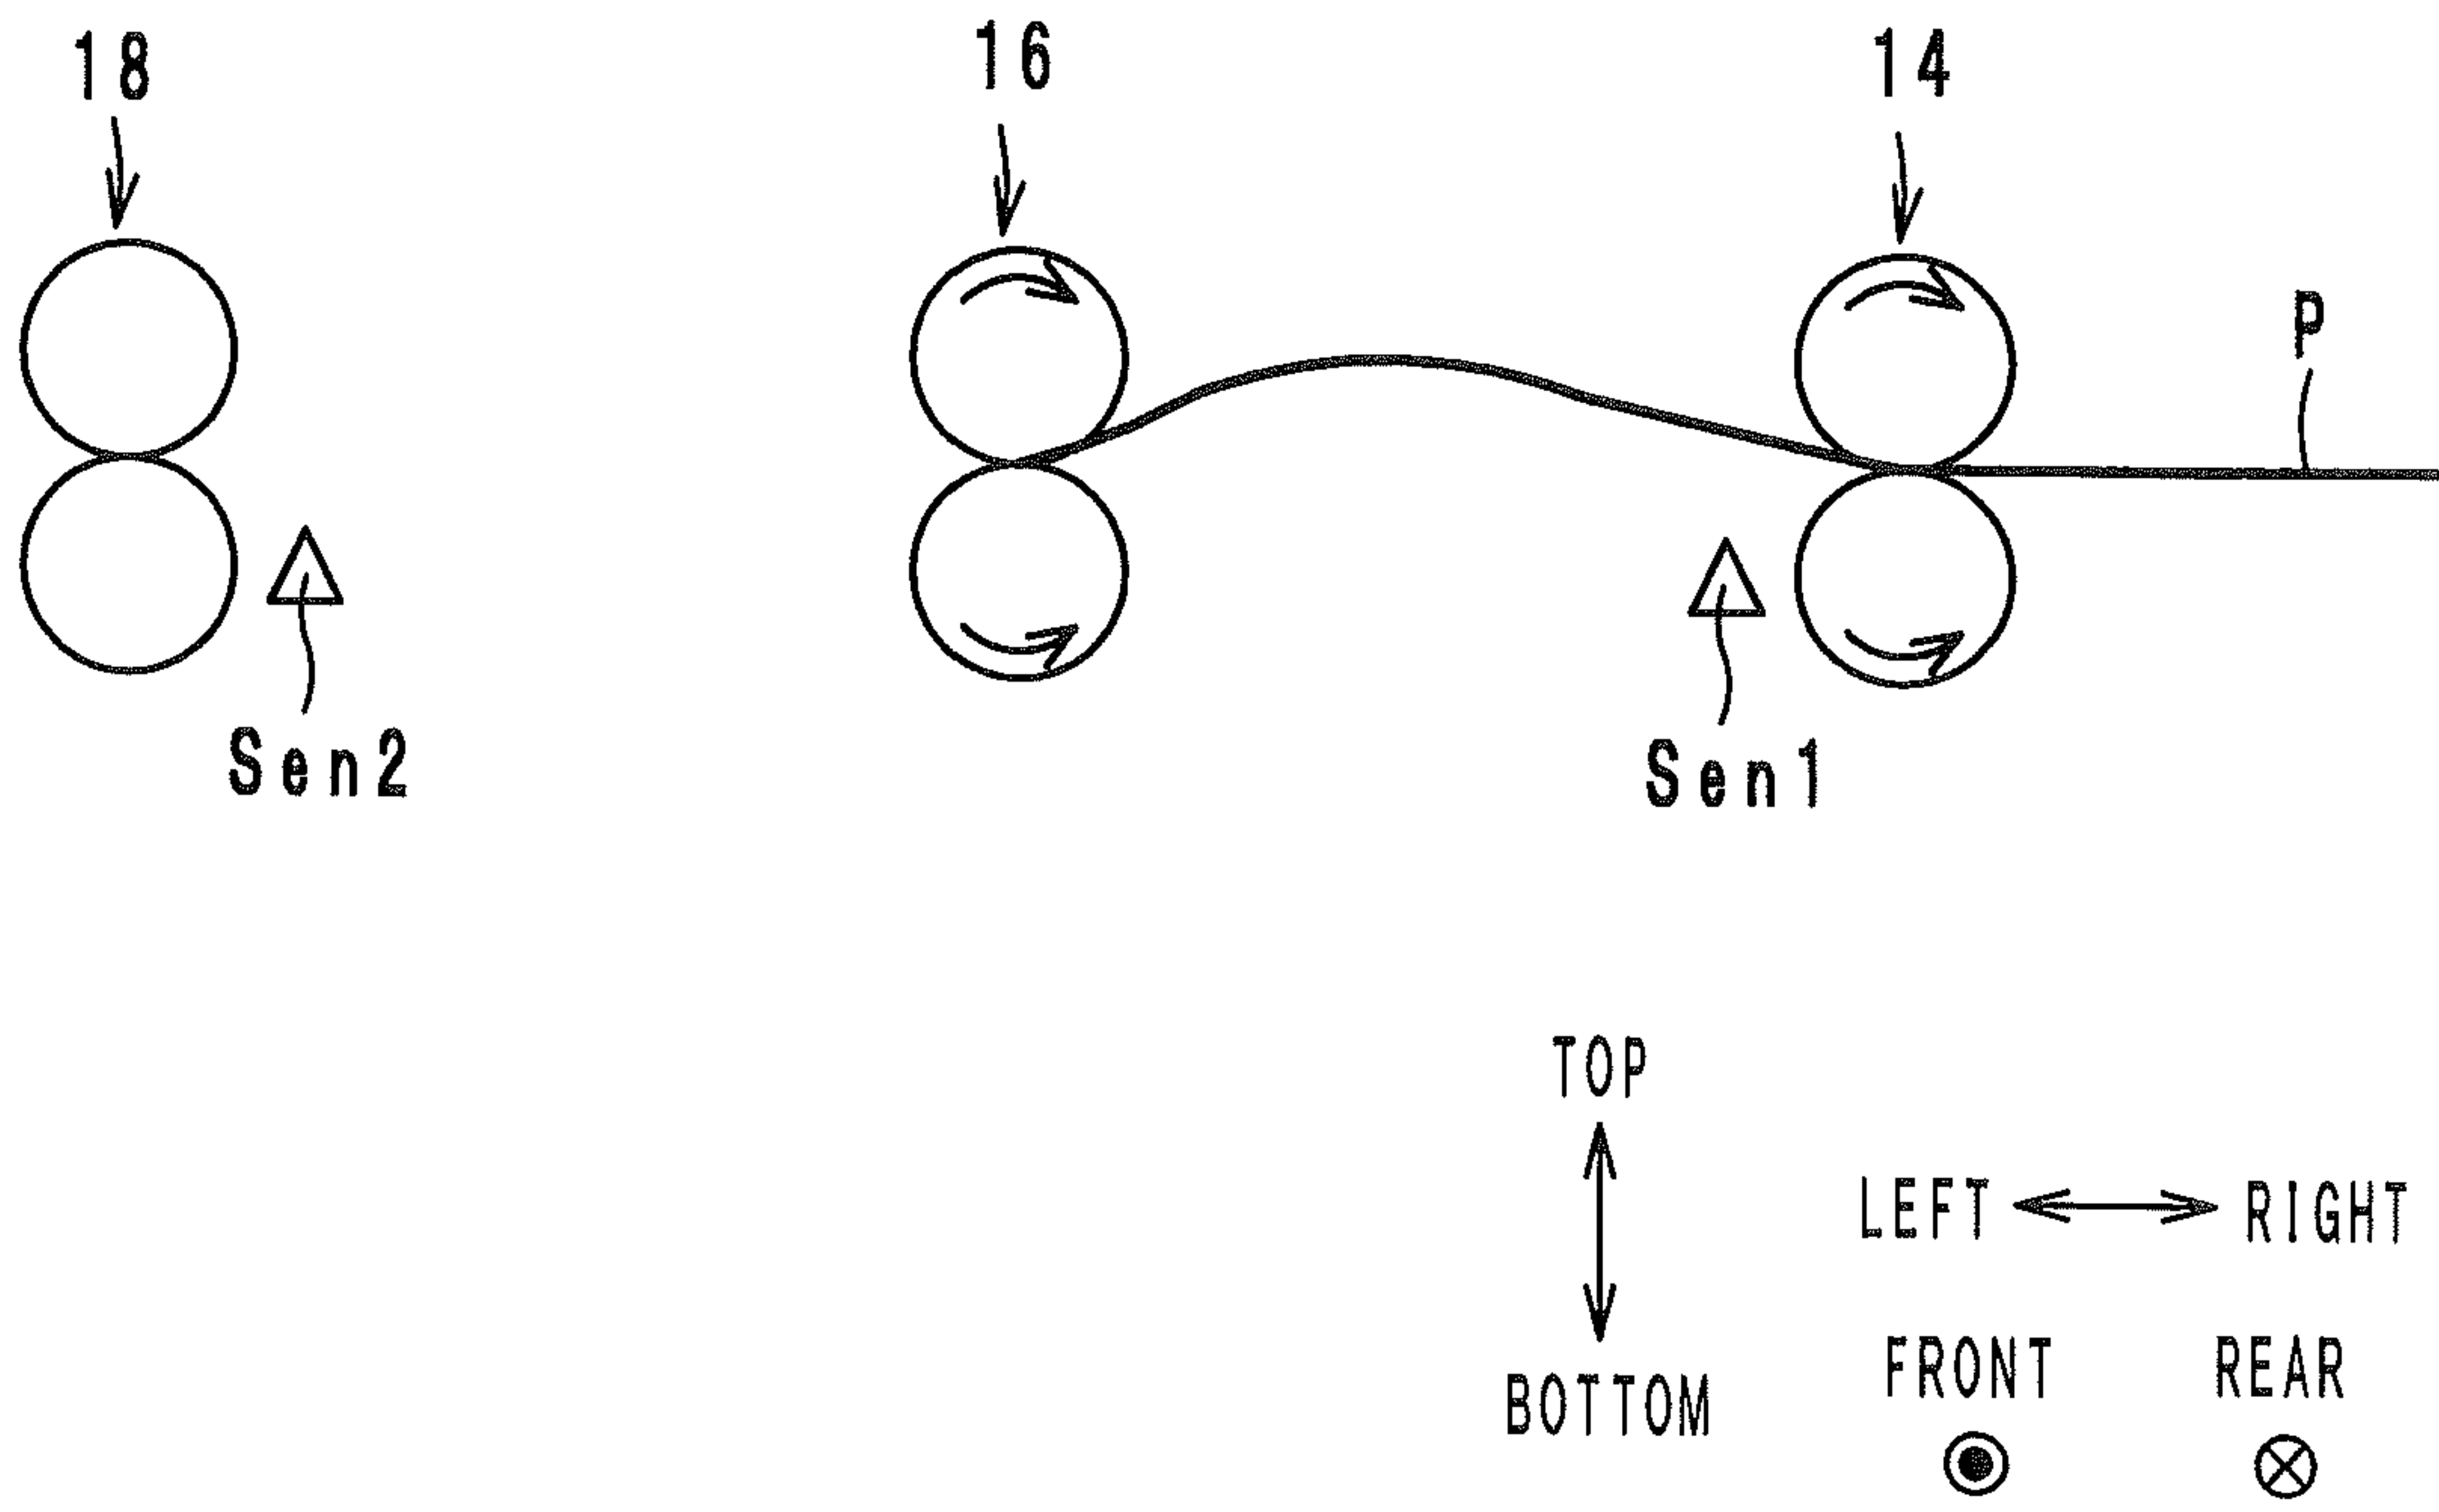 18
16
14
P
Sen2
Sen1
TOP
LEFT
RIGHT
BOTTOM
FRONT
REAR